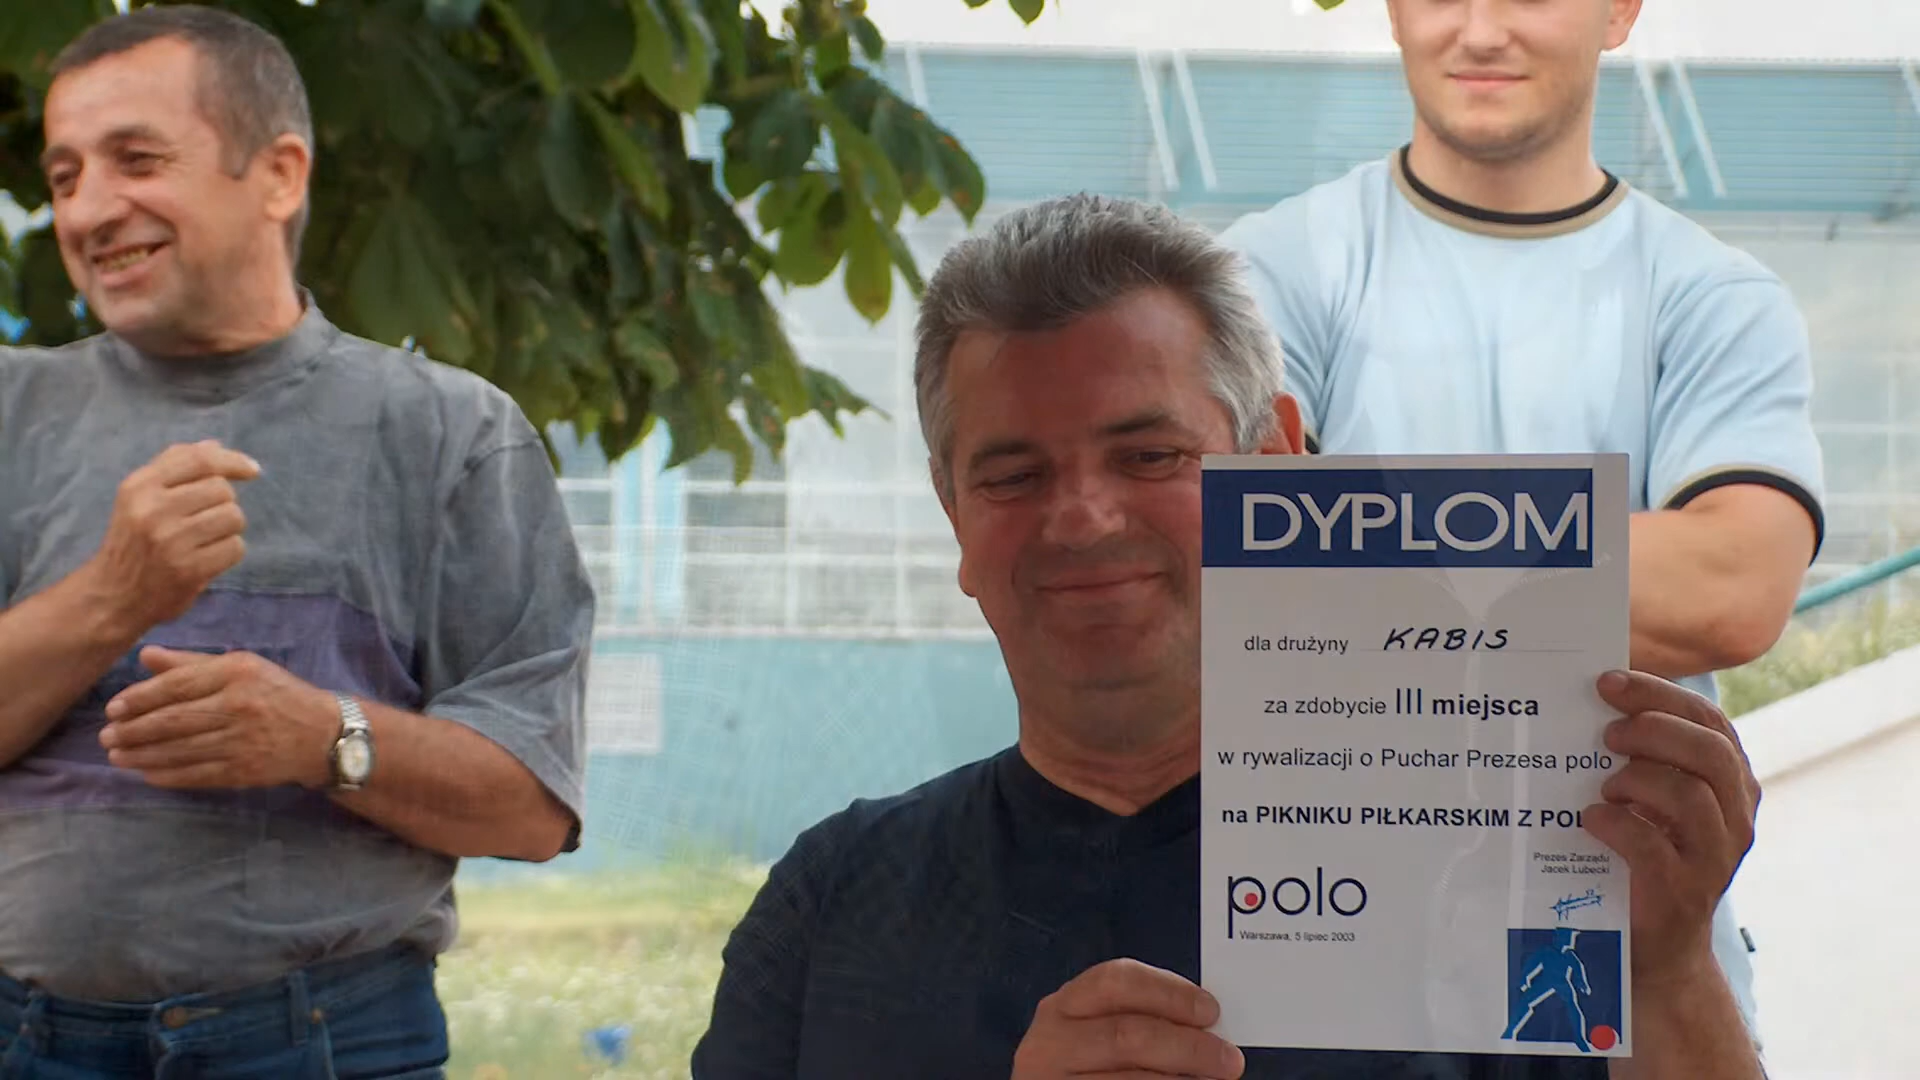 DYPLOM
dla drużyny KABIS
za zdobycie III miejsca
w rywalizacji o Puchar Prezesa polo
na PIKNIKU PIŁKARSKIM Z
Prezes Zarządu
Jacek Lubecki
polo
Warszawa, 5 lipiec 2003